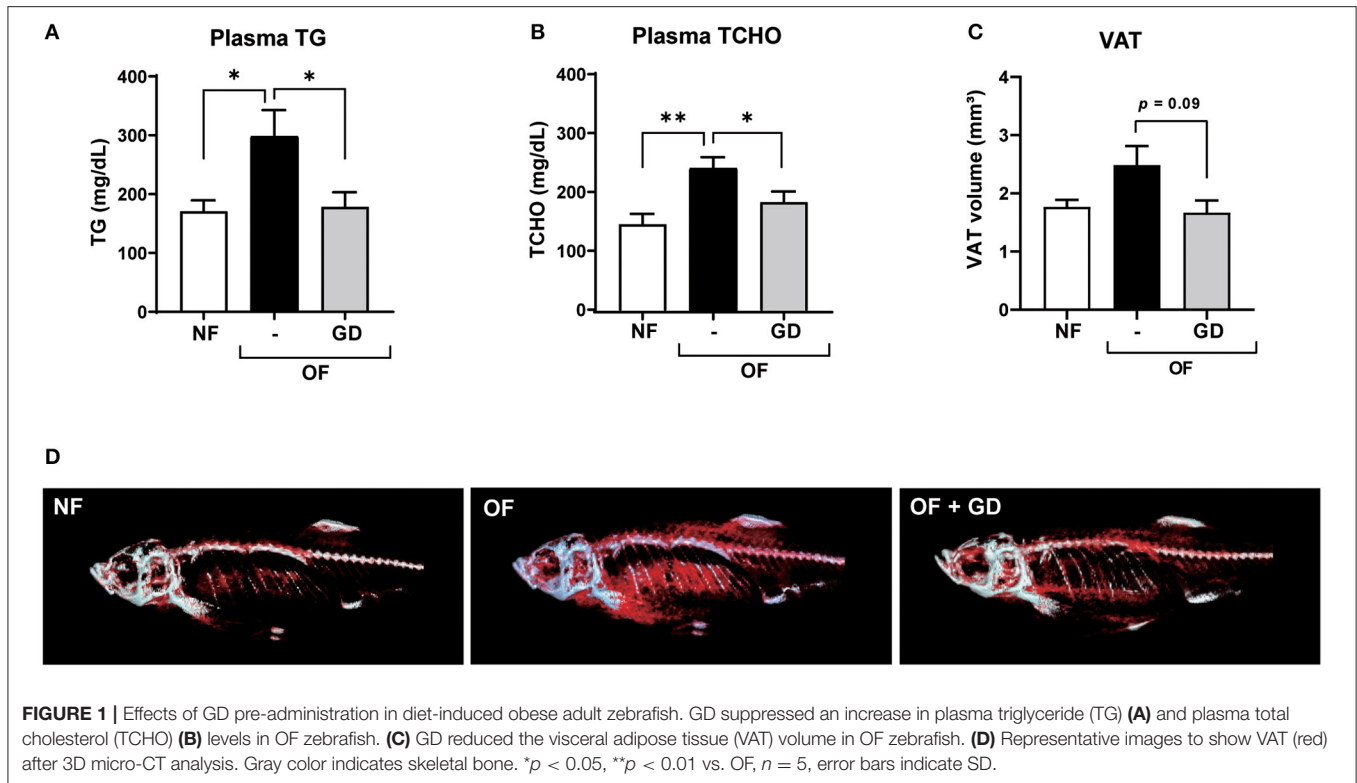 A
Plasma TG
TG (mg/dL)
400
300
200
100
0
*
*
NF
-
GD
OF
B
Plasma TCHO
TCHO (mg/dL)
400
300
200
100
0
**
*
NF
-
GD
OF
C
VAT
VAT volume (mm³)
4
3
2
1
0
p = 0.09
NF
-
GD
OF
D
NF
OF
OF + GD
FIGURE 1 | Effects of GD pre-administration in diet-induced obese adult zebrafish. GD suppressed an increase in plasma triglyceride (TG) (A) and plasma total
cholesterol (TCHO) (B) levels in OF zebrafish. (C) GD reduced the visceral adipose tissue (VAT) volume in OF zebrafish. (D) Representative images to show VAT (red)
after 3D micro-CT analysis. Gray color indicates skeletal bone. *p < 0.05, **p < 0.01 vs. OF, n = 5, error bars indicate SD.